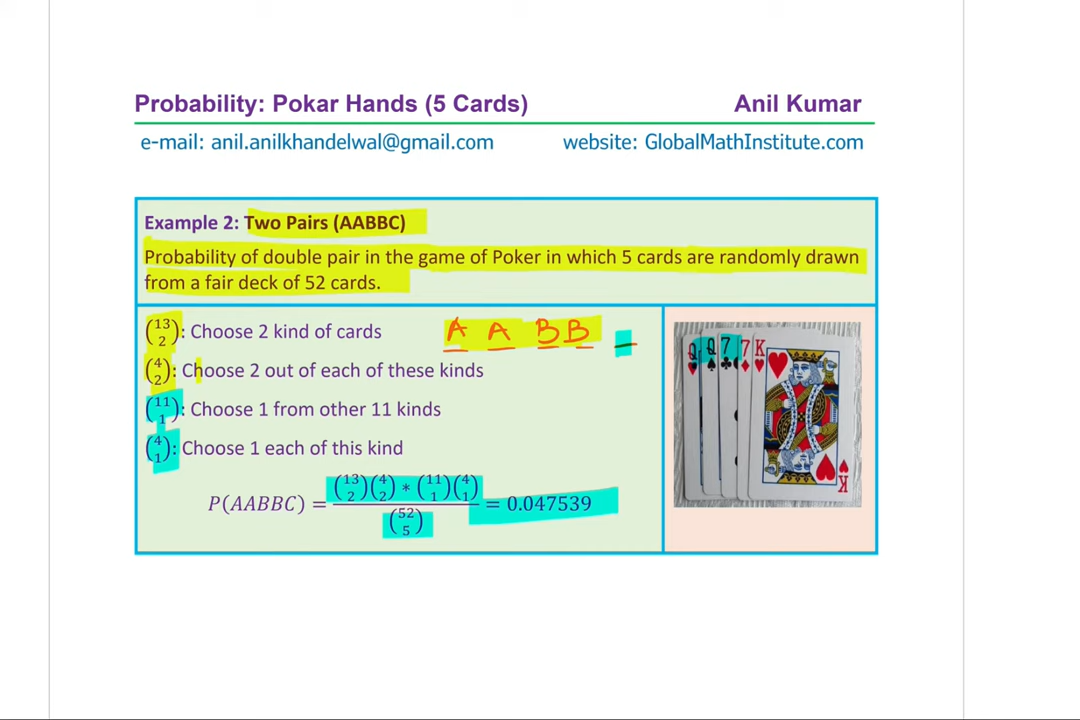 Probability: Pokar Hands (5 Cards) Anil Kumar
e-mail: anil.anilkhandelwal@gmail.com website: GlobalMathInstitute.com
Example 2: Two Pairs (AABBC)
Probability of double pair in the game of Poker in which 5 cards are randomly drawn
from a fair deck of 52 cards.
(13 2): Choose 2 kind of cards A A B B _
(4 2): Choose 2 out of each of these kinds
(11 1): Choose 1 from other 11 kinds
(4 1): Choose 1 each of this kind
P(AABBC) = (13 2)(4 2) * (11 1)(4 1) / (52 5) = 0.047539
Q Q 7 7 K
K